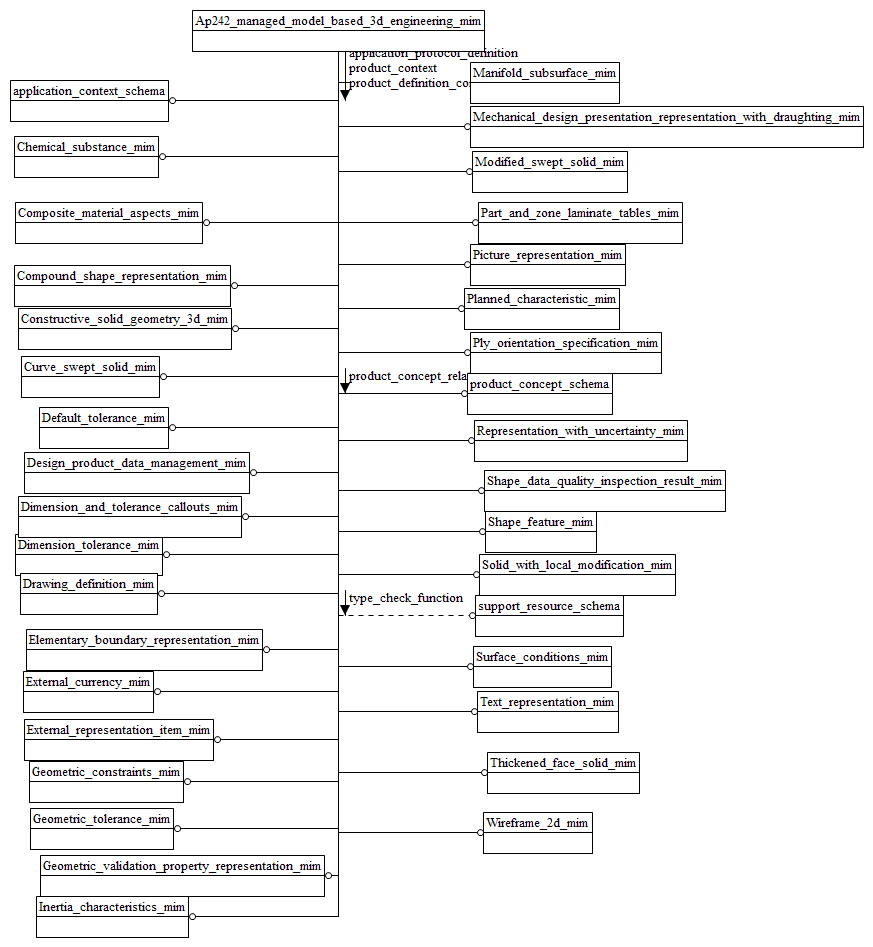 Ap242_managed_model_based_3d_engineering_mim
application_protocol_definition
product_context
product_definition_co
application_context_schema
Chemical_substance_mim
Composite_material_aspects_mim
Compound_shape_representation_mim
Constructive_solid_geometry_3d_mim
Curve_swept_solid_mim
Default_tolerance_mim
Design_product_data_management_mim
Dimension_and_tolerance_callouts_mim
Dimension_tolerance_mim
Drawing_definition_mim
Elementary_boundary_representation_mim
External_currency_mim
External_representation_item_mim
Geometric_constraints_mim
Geometric_tolerance_mim
Geometric_validation_property_representation_mim
Inertia_characteristics_mim
Manifold_subsurface_mim
Mechanical_design_presentation_representation_with_draughting_mim
Modified_swept_solid_mim
Part_and_zone_laminate_tables_mim
Picture_representation_mim
Planned_characteristic_mim
Ply_orientation_specification_mim
product_concept_rela
product_concept_schema
Representation_with_uncertainty_mim
Shape_data_quality_inspection_result_mim
Shape_feature_mim
Solid_with_local_modification_mim
type_check_function
support_resource_schema
Surface_conditions_mim
Text_representation_mim
Thickened_face_solid_mim
Wireframe_2d_mim